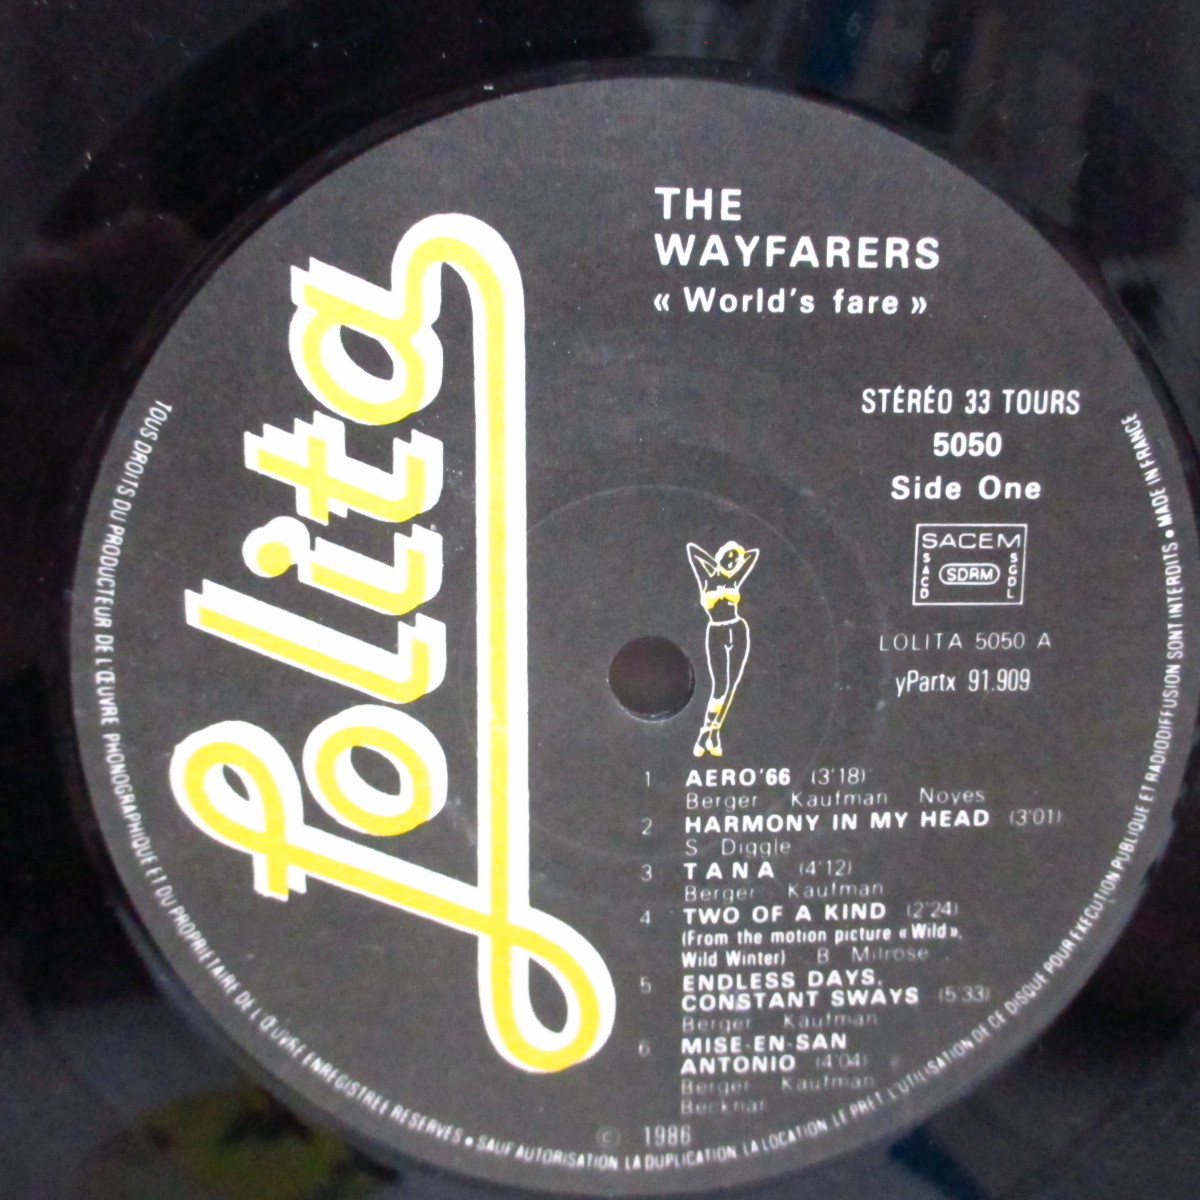 Lolita
THE
WAYFARERS
« World's fare »
STÉRÉO 33 TOURS
5050
Side One
SACEM
SACD
SDRM
SGDL
LOLITA 5050 A
yPartx 91.909
1 AERO'66 (3'18)
Berger Kaufman Noyes
2 HARMONY IN MY HEAD (3'01)
S Diggle
3 TANA (4'12)
Berger Kaufman
4 TWO OF A KIND (2'24)
(From the motion picture « Wild »,
Wild Winter) B Milrose
5 ENDLESS DAYS,
CONSTANT SWAYS (5'33)
Berger Kaufman
6 MISE-EN-SAN
ANTONIO (4'04)
Berger Kaufman
Becknar
© 1986
TOUS DROITS DU PRODUCTEUR DE L'ŒUVRE PHONOGRAPHIQUE ET DU PROPRIETAIRE DE L'ŒUVRE ENREGISTREE RESERVES • SAUF AUTORISATION LA DUPLICATION LA LOCATION, LE PRET L'UTILISATION DE CE DISQUE POUR EXECUTION PUBLIQUE ET RADIODIFFUSION SONT INTERDITS • MADE IN FRANCE